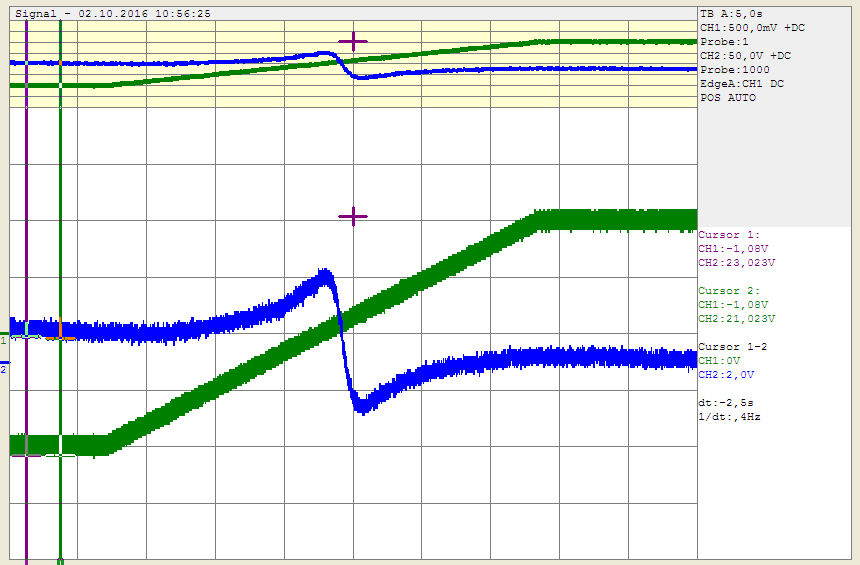 Signal - 02.10.2016 10:56:25
TB A:5,0s
CH1:500,0mV +DC
Probe:1
CH2:50,0V +DC
Probe:1000
EdgeA:CH1 DC
POS AUTO
Cursor 1:
CH1:-1,08V
CH2:23,023V
Cursor 2:
CH1:-1,08V
CH2:21,023V
Cursor 1-2
CH1:0V
CH2:2,0V
dt:-2,5s
1/dt:,4Hz
1
2